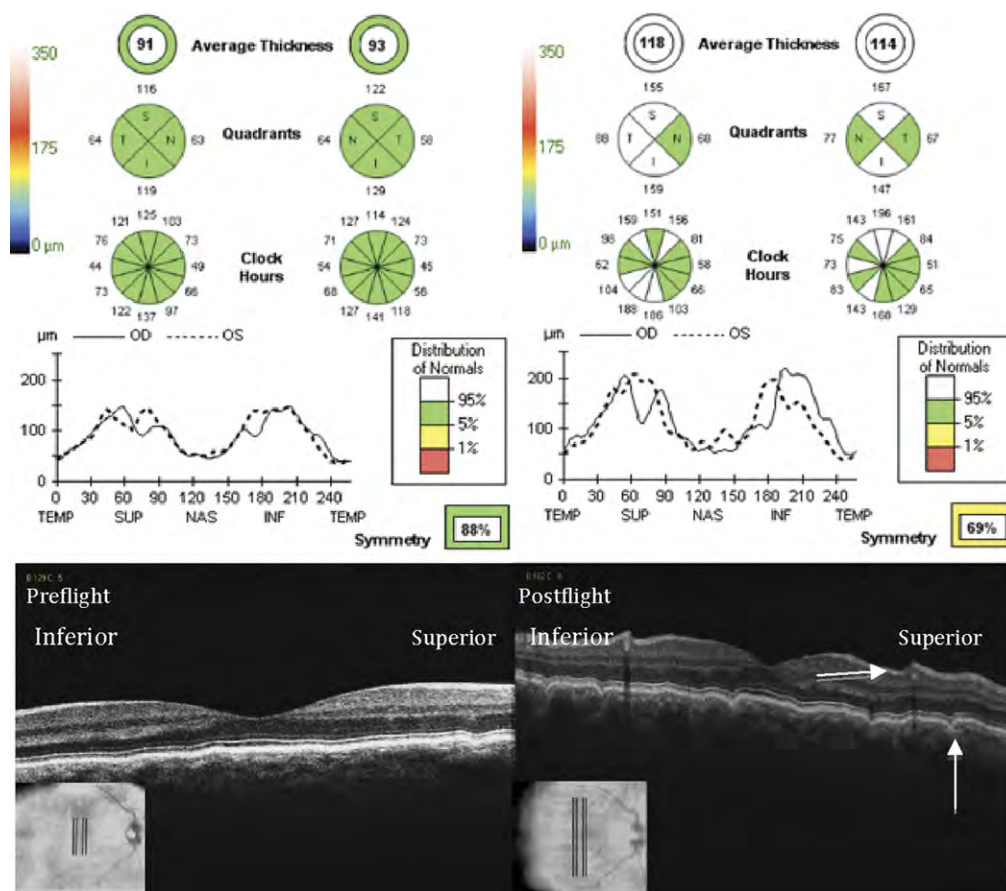 350
175
0 µm
91 Average Thickness 93
116 122
S S
64 T N 63 Quadrants 64 N T 58
I I
119 129
121 125 103 127 114 124
76 73 71 73
44 49 Clock 54 45
73 66 Hours 68 56
122 137 97 127 141 118
µm OD OS
200
100
0
0 30 60 90 120 150 180 210 240
TEMP SUP NAS INF TEMP
Distribution
of Normals
95%
5%
1%
Symmetry 88%
350
175
0 µm
118 Average Thickness 114
155 167
S S
68 T N 68 Quadrants 77 N T 67
I I
159 147
159 151 156 143 196 161
98 81 75 84
62 58 Clock 73 51
104 66 Hours 83 65
188 186 103 143 168 129
µm OD OS
200
100
0
0 30 60 90 120 150 180 210 240
TEMP SUP NAS INF TEMP
Distribution
of Normals
95%
5%
1%
Symmetry 69%
Preflight
Inferior Superior
Postflight
Inferior Superior